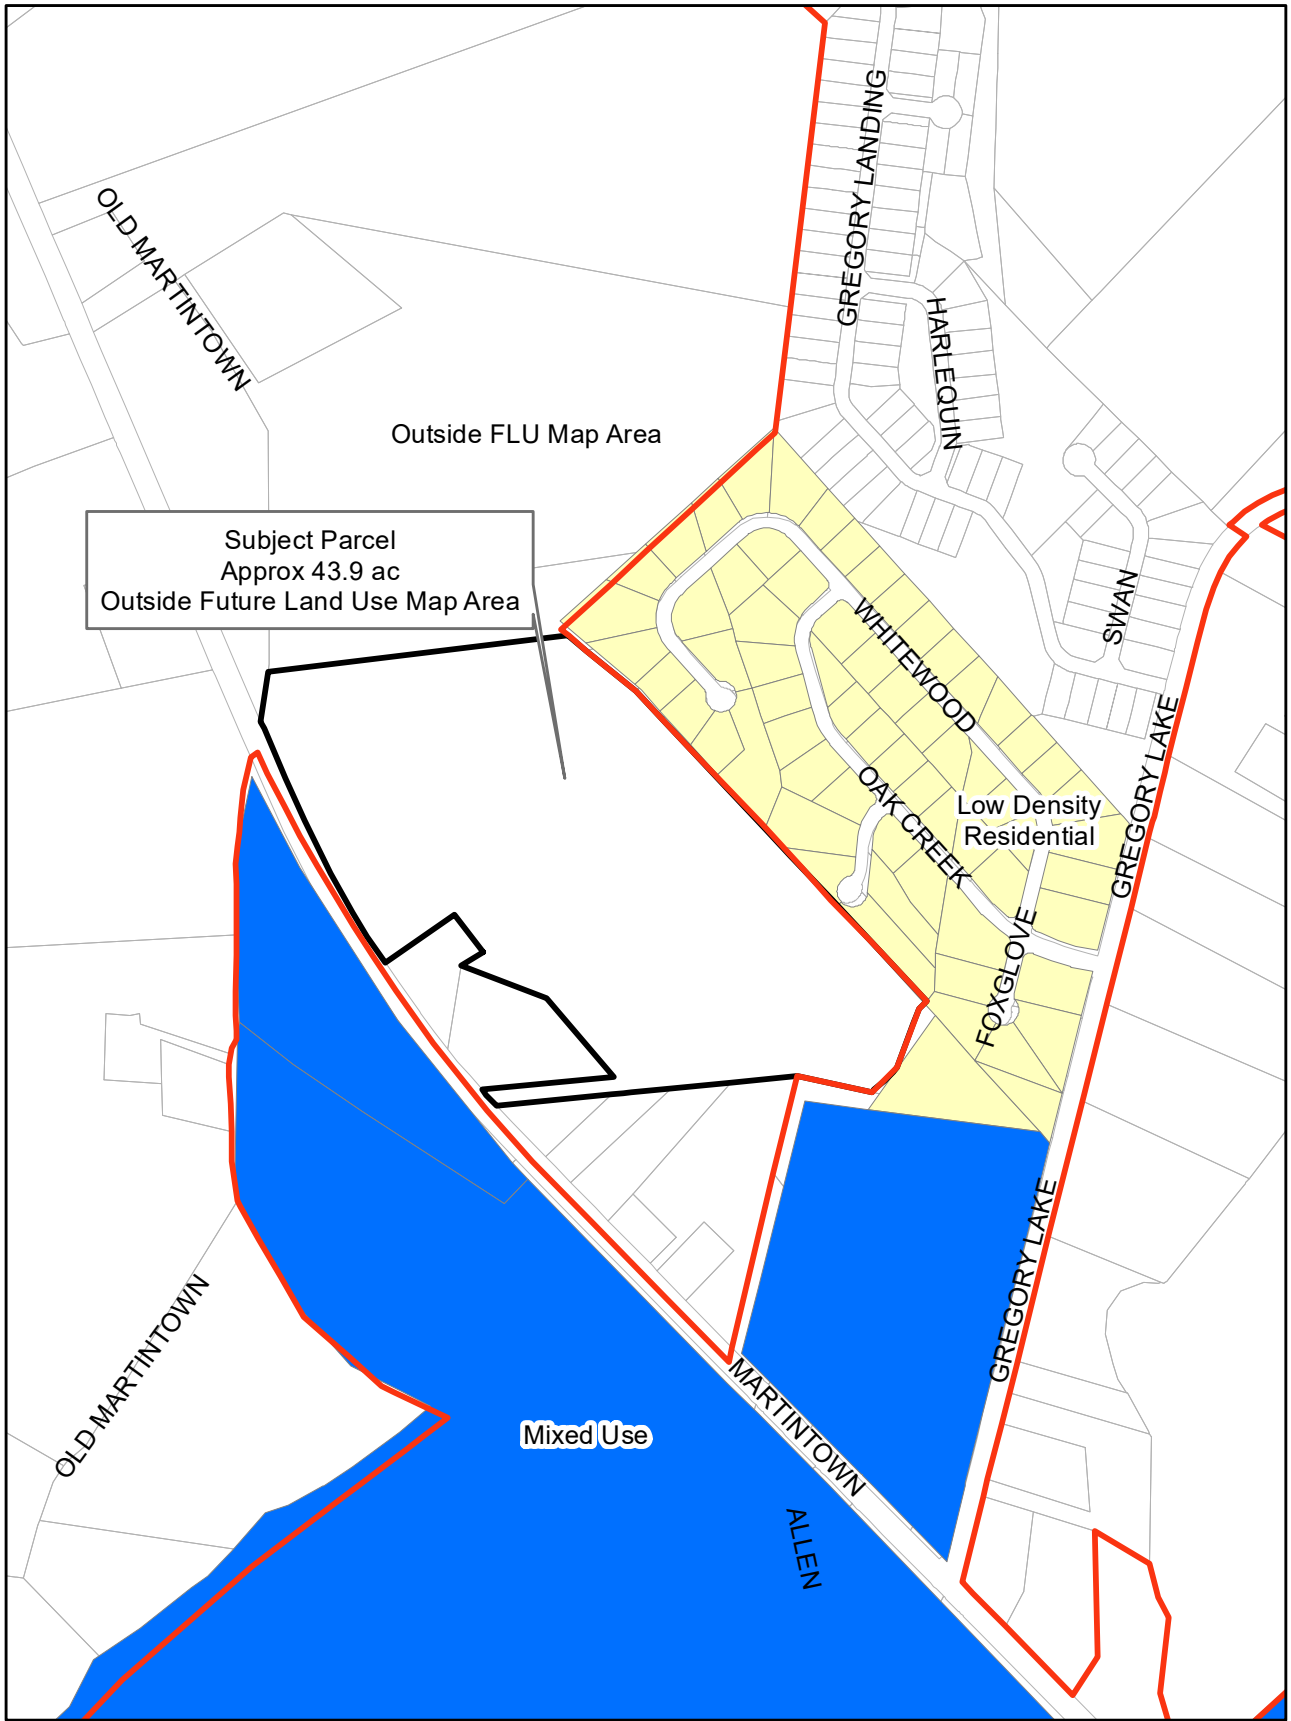 GREGORY LANDING
OLD MARTINTOWN
HARLEQUIN
Outside FLU Map Area
Subject Parcel
Approx 43.9 ac
Outside Future Land Use Map Area
SWAN
WHITEWOOD
GREGORY LAKE
OAK CREEK
Low Density
Residential
FOXGLOVE
GREGORY LAKE
OLD MARTINTOWN
MARTINTOWN
Mixed Use
ALLEN